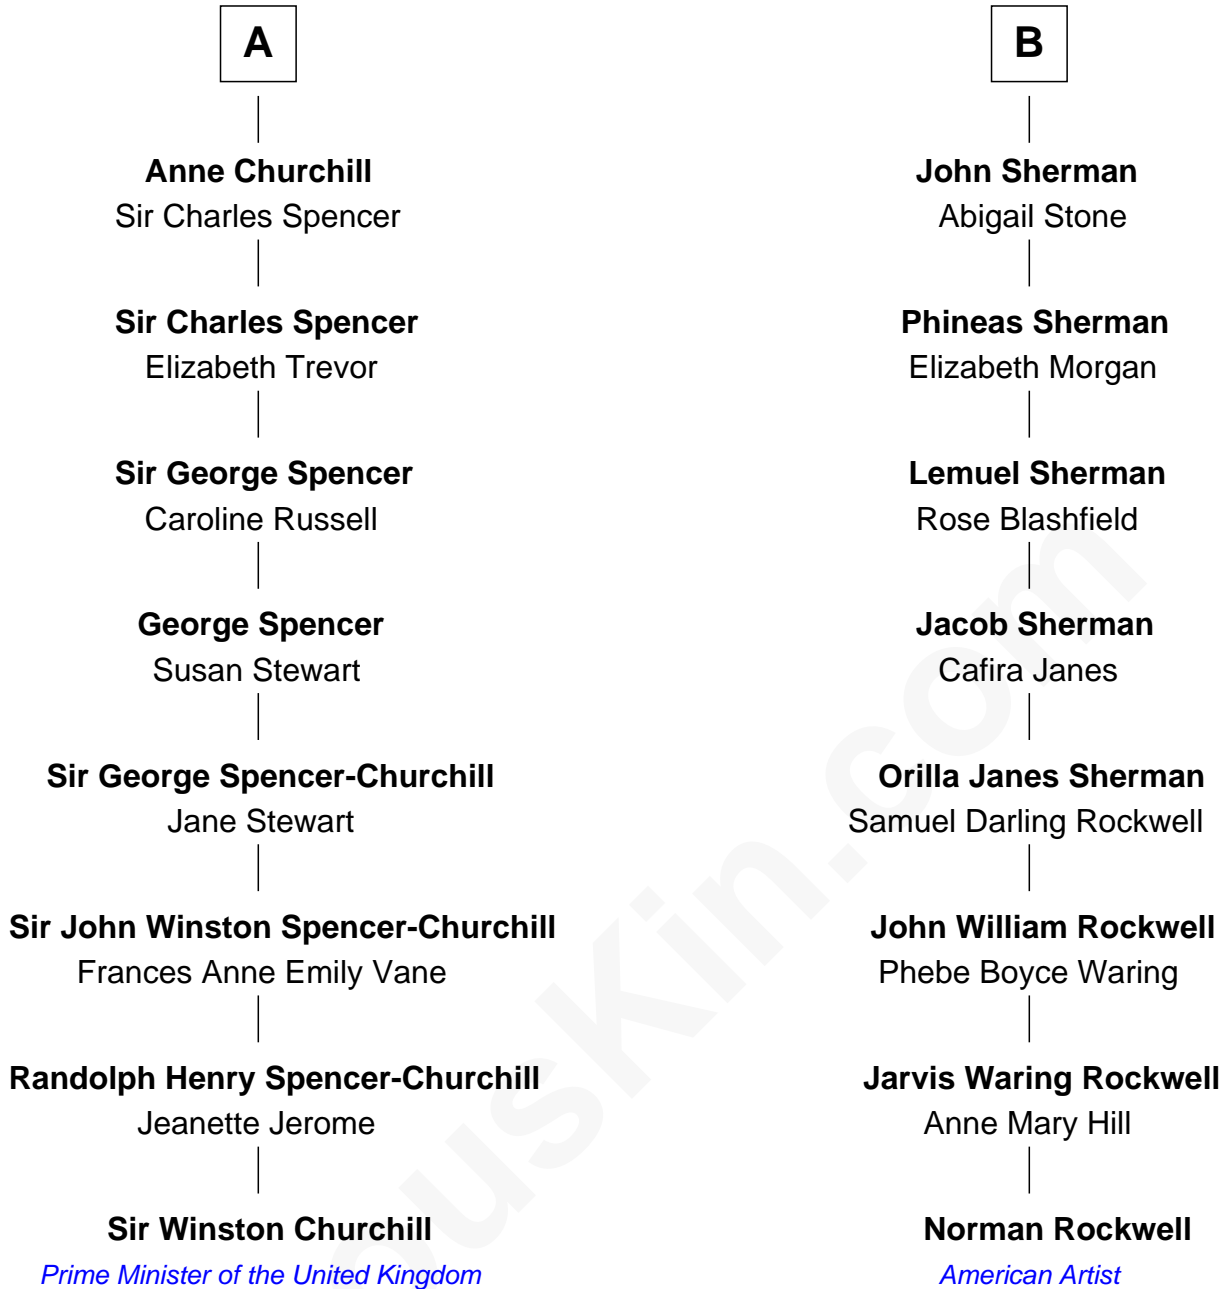 A
Anne Churchill
Sir Charles Spencer
Sir Charles Spencer
Elizabeth Trevor
Sir George Spencer
Caroline Russell
George Spencer
Susan Stewart
Sir George Spencer-Churchill
Jane Stewart
Sir John Winston Spencer-Churchill
Frances Anne Emily Vane
Randolph Henry Spencer-Churchill
Jeanette Jerome
Sir Winston Churchill
Prime Minister of the United Kingdom
B
John Sherman
Abigail Stone
Phineas Sherman
Elizabeth Morgan
Lemuel Sherman
Rose Blashfield
Jacob Sherman
Cafira Janes
Orilla Janes Sherman
Samuel Darling Rockwell
John William Rockwell
Phebe Boyce Waring
Jarvis Waring Rockwell
Anne Mary Hill
Norman Rockwell
American Artist